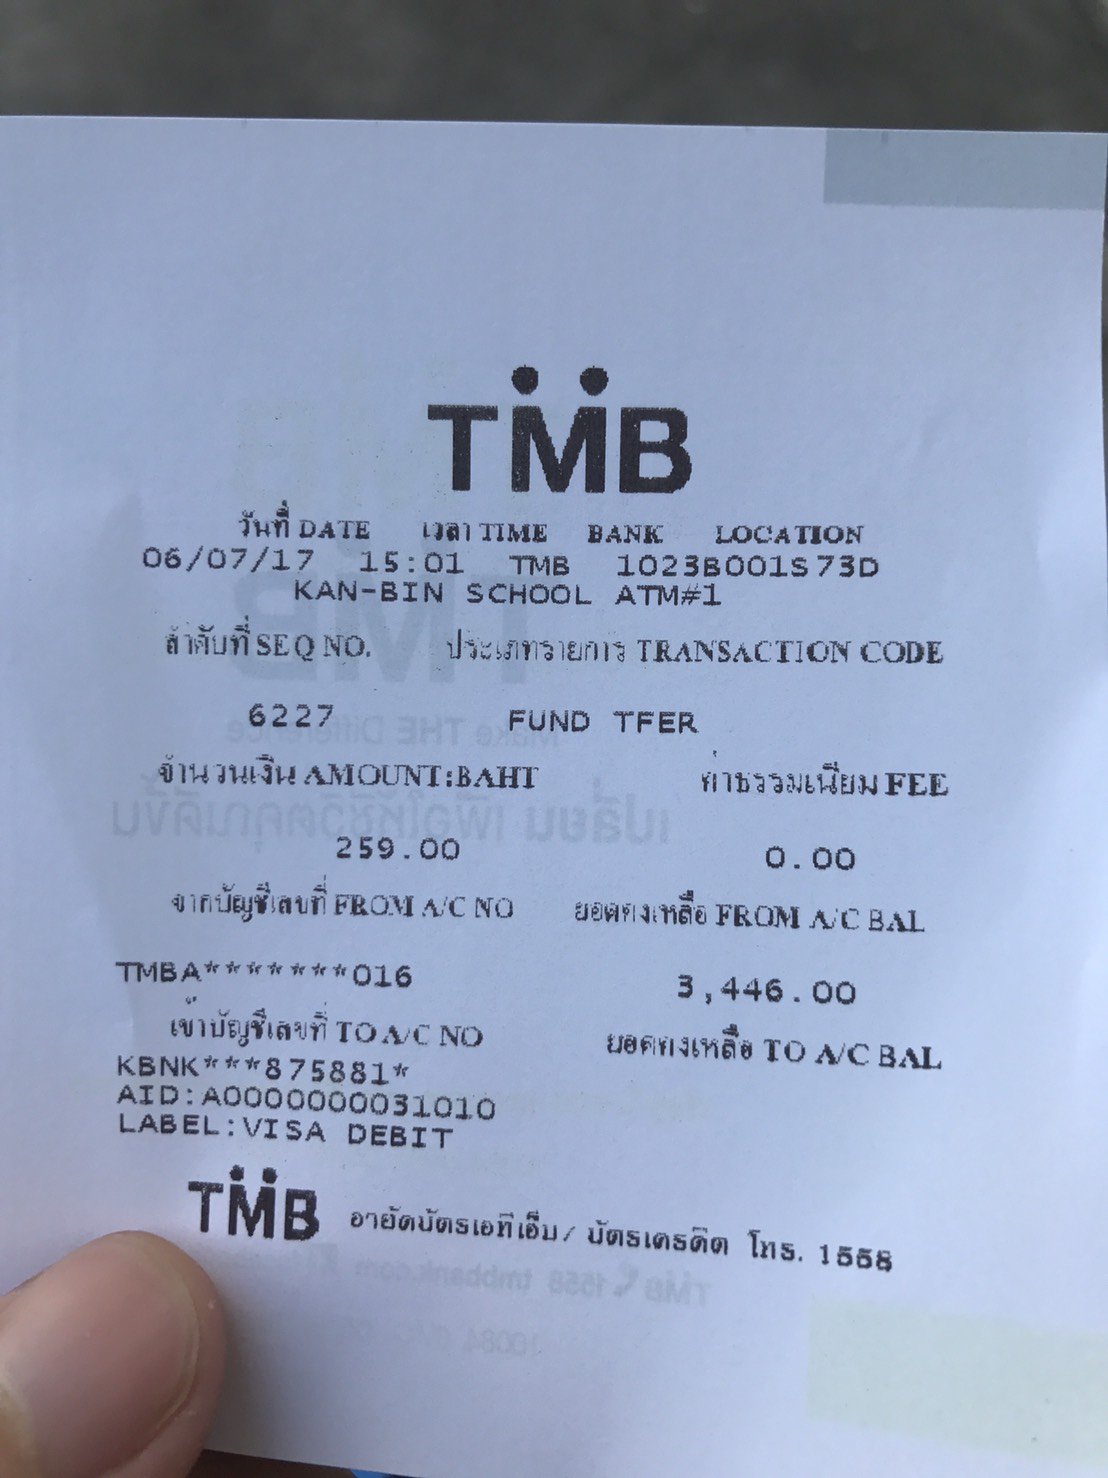 TMB
วันที่ DATE เวลา TIME BANK LOCATION
06/07/17 15:01 TMB 1023B001S73D
KAN-BIN SCHOOL ATM#1
ลำดับที่ SEQ NO. ประเภทรายการ TRANSACTION CODE
6227 FUND TFER
จำนวนเงิน AMOUNT:BAHT ค่าธรรมเนียม FEE
259.00 0.00
จากบัญชีเลขที่ FROM A/C NO ยอดคงเหลือ FROM A/C BAL
TMBA*******016 3,446.00
เข้าบัญชีเลขที่ TO A/C NO ยอดคงเหลือ TO A/C BAL
KBNK***875881*
AID:A0000000031010
LABEL:VISA DEBIT
TMB อายัดบัตรเอทีเอ็ม/ บัตรเครดิต โทร. 1558